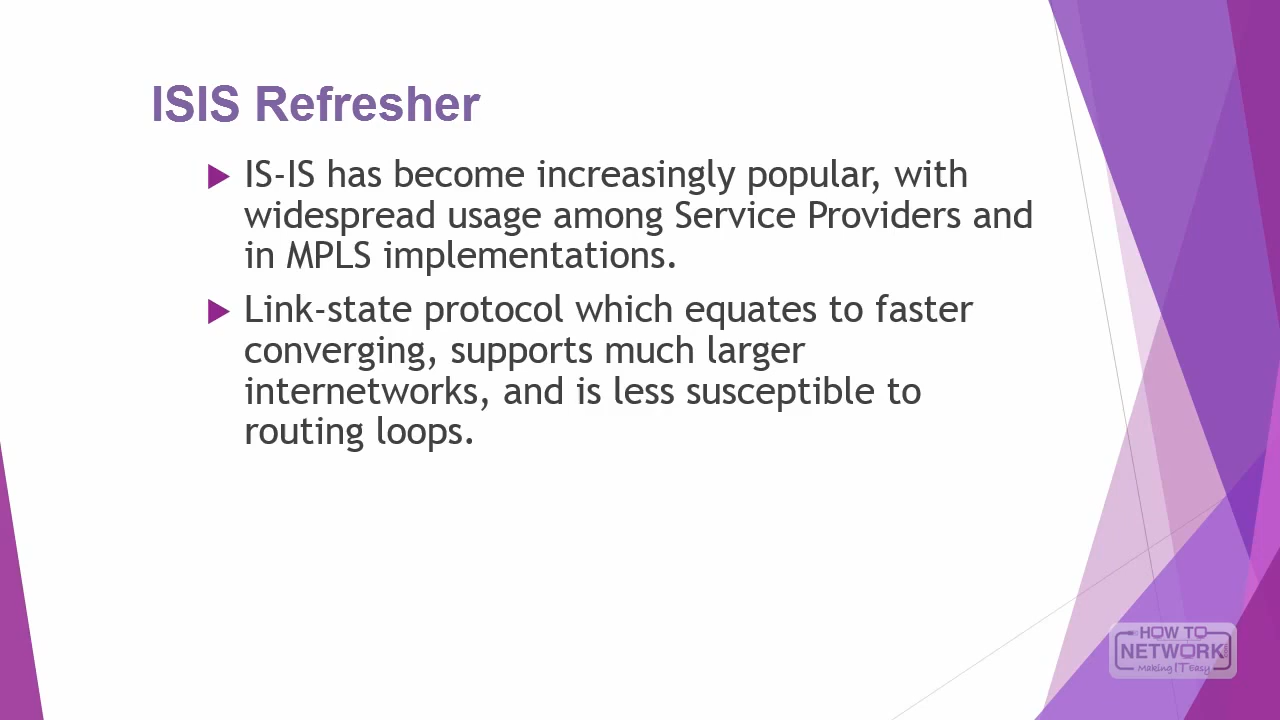 ISIS Refresher
IS-IS has become increasingly popular, with
widespread usage among Service Providers and
in MPLS implementations.
Link-state protocol which equates to faster
converging, supports much larger
internetworks, and is less susceptible to
routing loops.
HOW TO
NETWORK
Making IT Easy